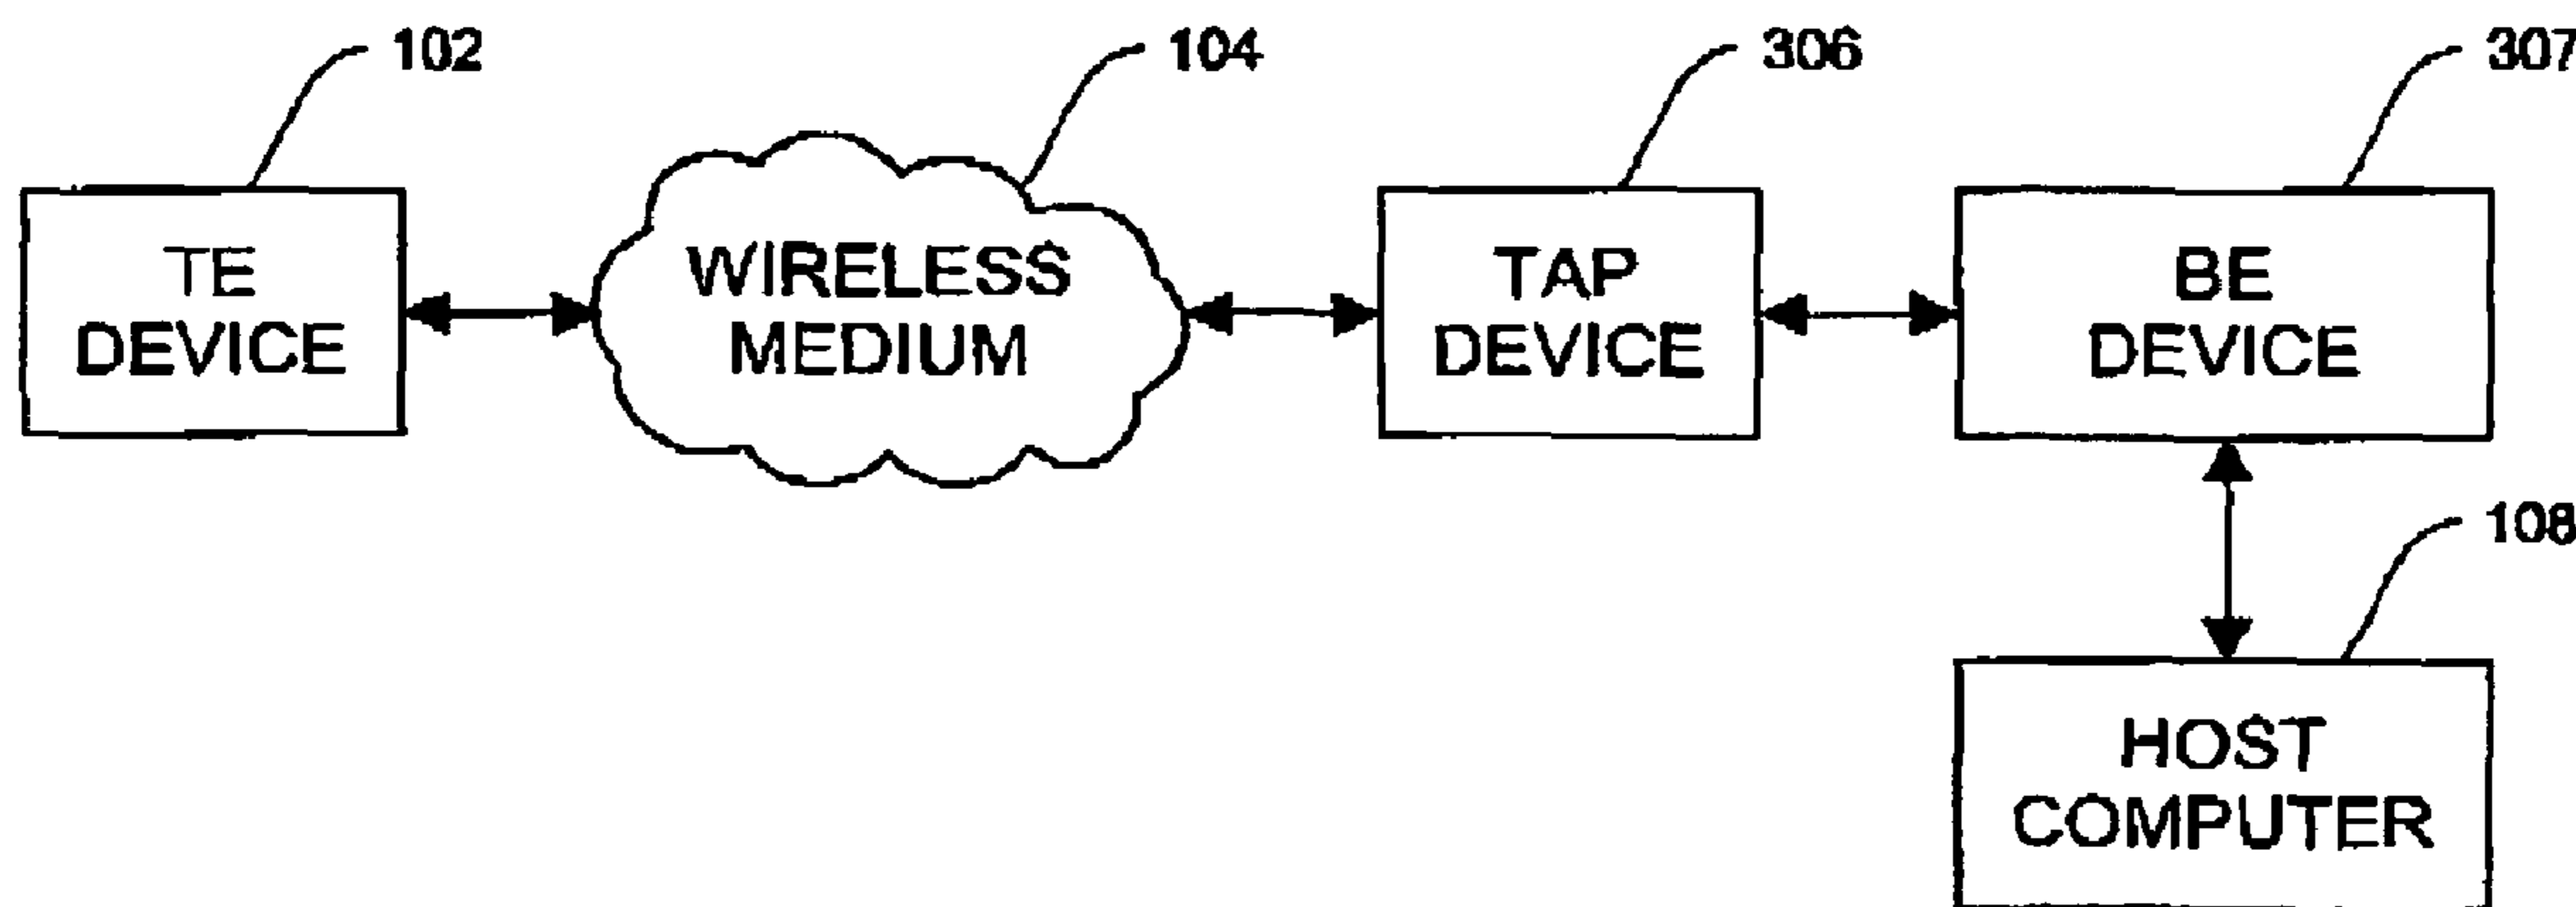 102
104
306
307
TE
DEVICE
WIRELESS
MEDIUM
TAP
DEVICE
BE
DEVICE
108
HOST
COMPUTER